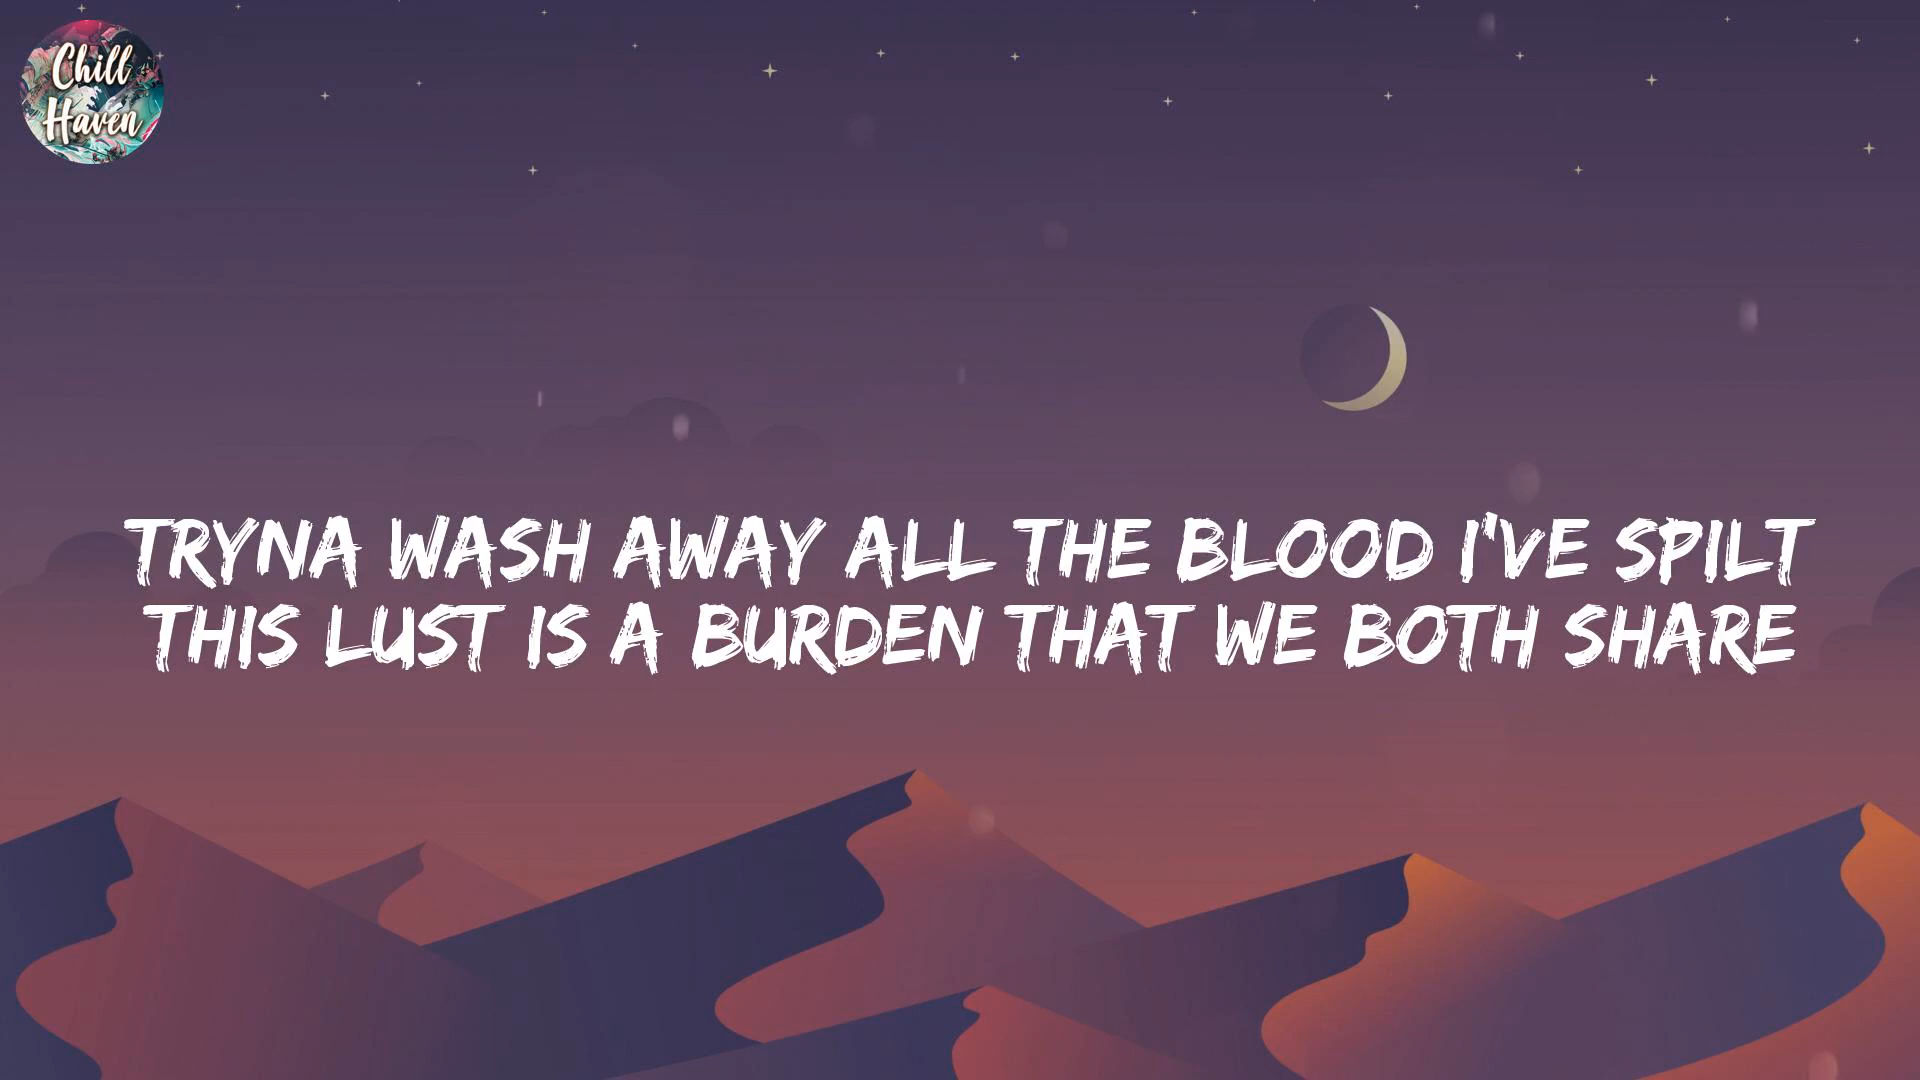 Chill
Haven
TRYNA WASH AWAY ALL THE BLOOD I'VE SPILT
THIS LUST IS A BURDEN THAT WE BOTH SHARE